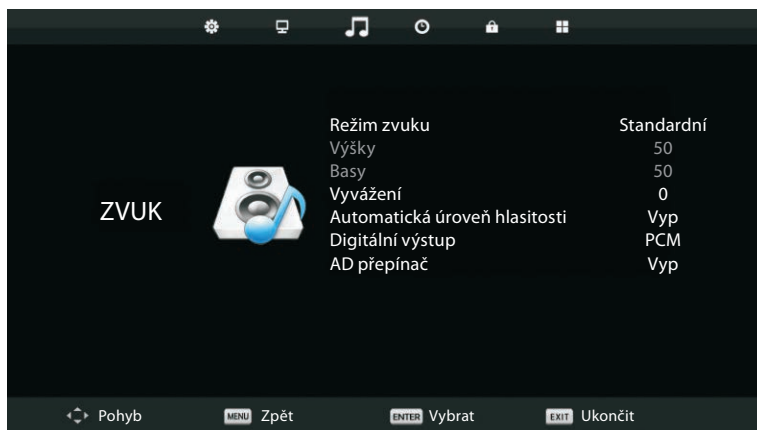 ZVUK
Režim zvuku Standardní
Výšky 50
Basy 50
Vyvážení 0
Automatická úroveň hlasitosti Vyp
Digitální výstup PCM
AD přepínač Vyp
Pohyb MENU Zpět ENTER Vybrat EXIT Ukončit